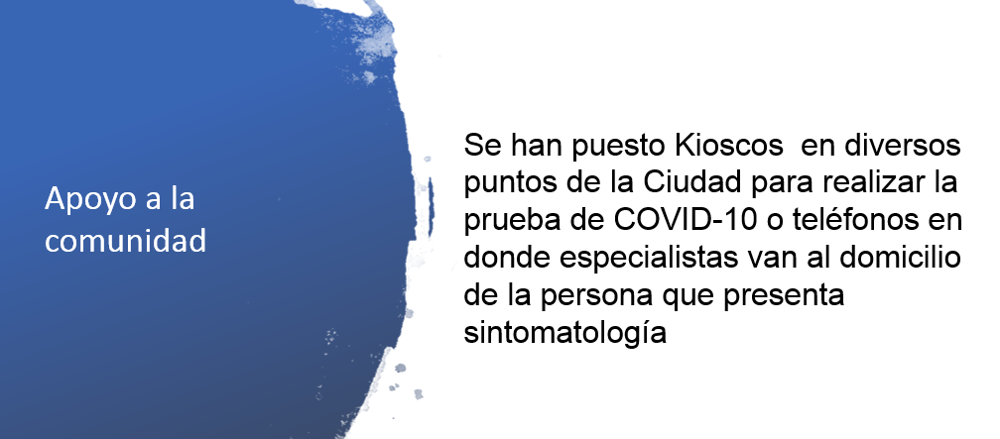 Apoyo a la
comunidad
Se han puesto Kioscos  en diversos
puntos de la Ciudad para realizar la
prueba de COVID-10 o teléfonos en
donde especialistas van al domicilio
de la persona que presenta
sintomatología